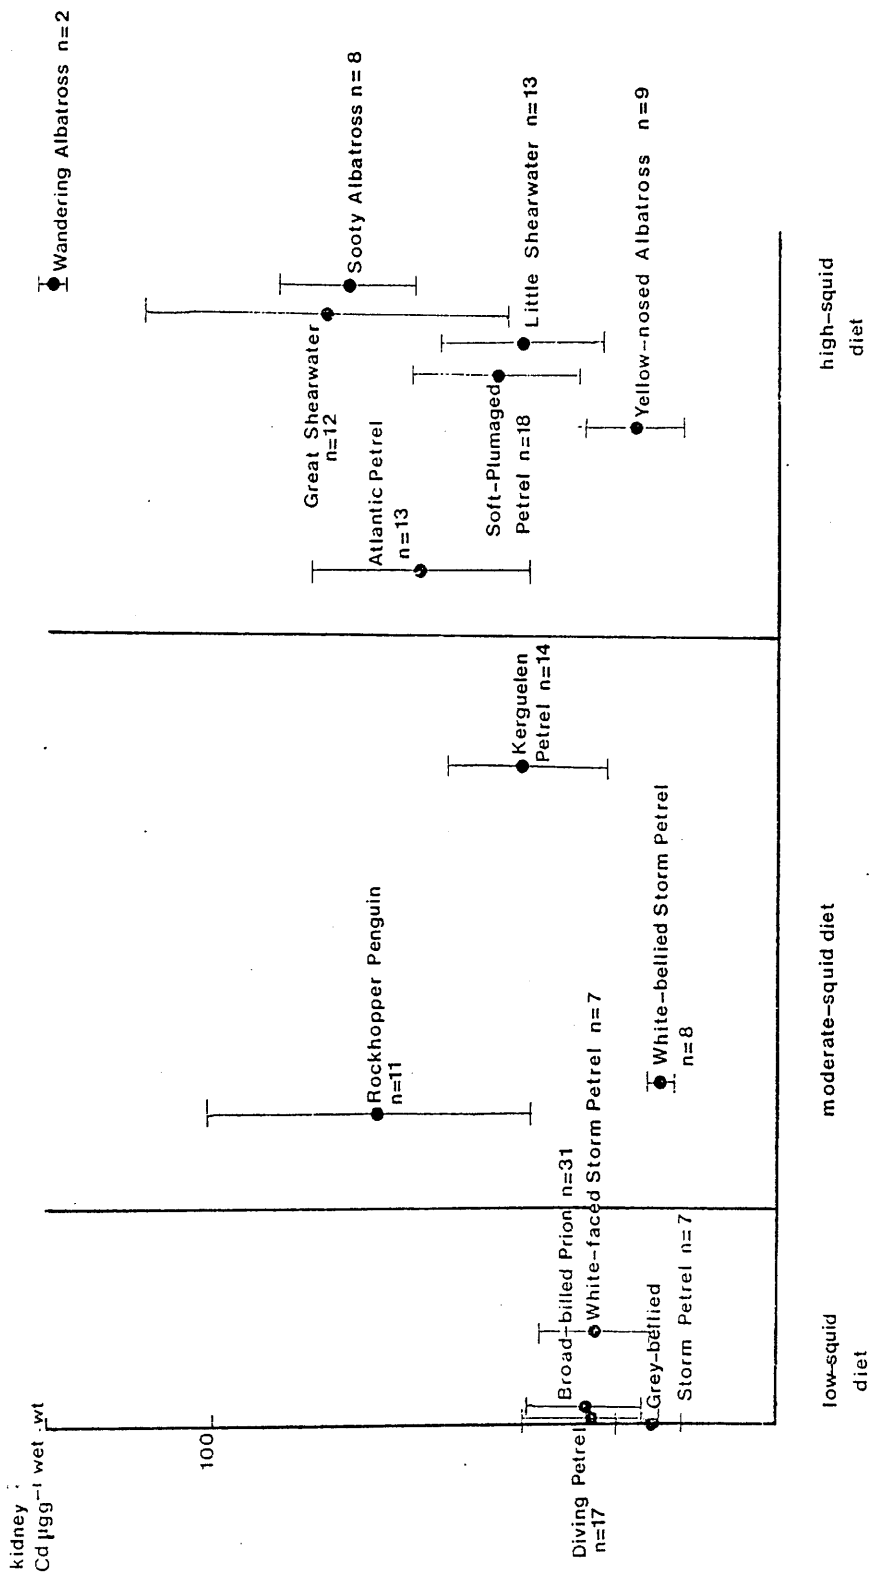 kidney
Cd µgg⁻¹ wet wt
100
Diving Petrel
n=17
Broad-billed Prion n=31
White-faced Storm Petrel n=7
Grey-bellied
Storm Petrel n=7
Rockhopper Penguin
n=11
White-bellied Storm Petrel
n=8
Kerguelen
Petrel n=14
Atlantic Petrel
n=13
Great Shearwater
n=12
Soft-Plumaged
Petrel n=18
Wandering Albatross n=2
Sooty Albatross n=8
Little Shearwater n=13
Yellow-nosed Albatross n=9
low-squid
diet
moderate-squid diet
high-squid
diet